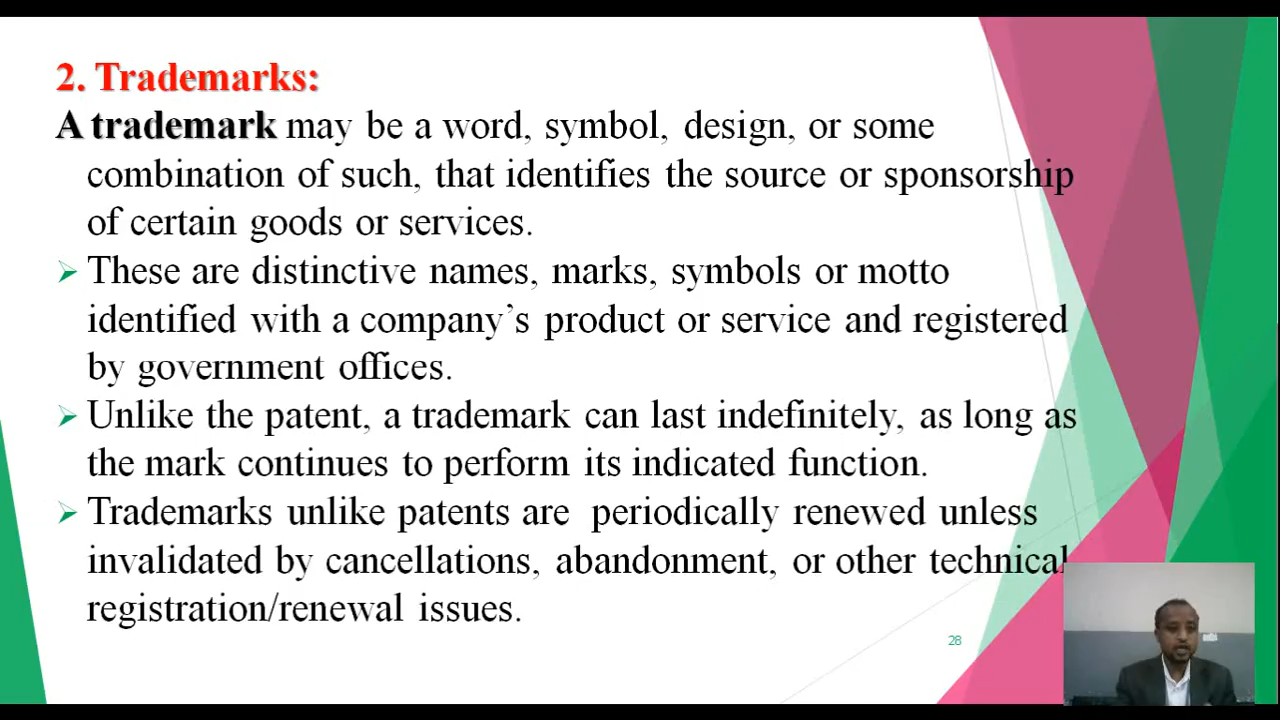 2. Trademarks:
A trademark may be a word, symbol, design, or some
combination of such, that identifies the source or sponsorship
of certain goods or services.
➢ These are distinctive names, marks, symbols or motto
identified with a company’s product or service and registered
by government offices.
➢ Unlike the patent, a trademark can last indefinitely, as long as
the mark continues to perform its indicated function.
➢ Trademarks unlike patents are periodically renewed unless
invalidated by cancellations, abandonment, or other technical
registration/renewal issues.
28